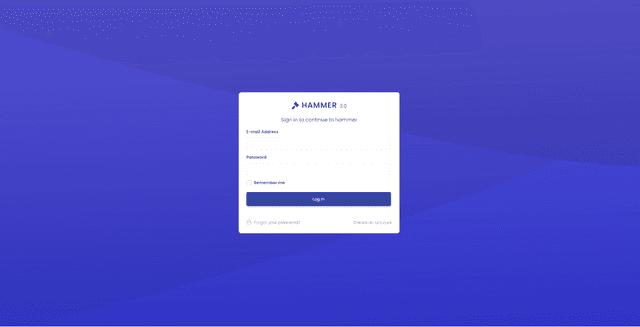 HAMMER 2.0
Sign in to continue to hammer
E-mail Address
Password
Remember me
Log In
Forgot your password? Create an account